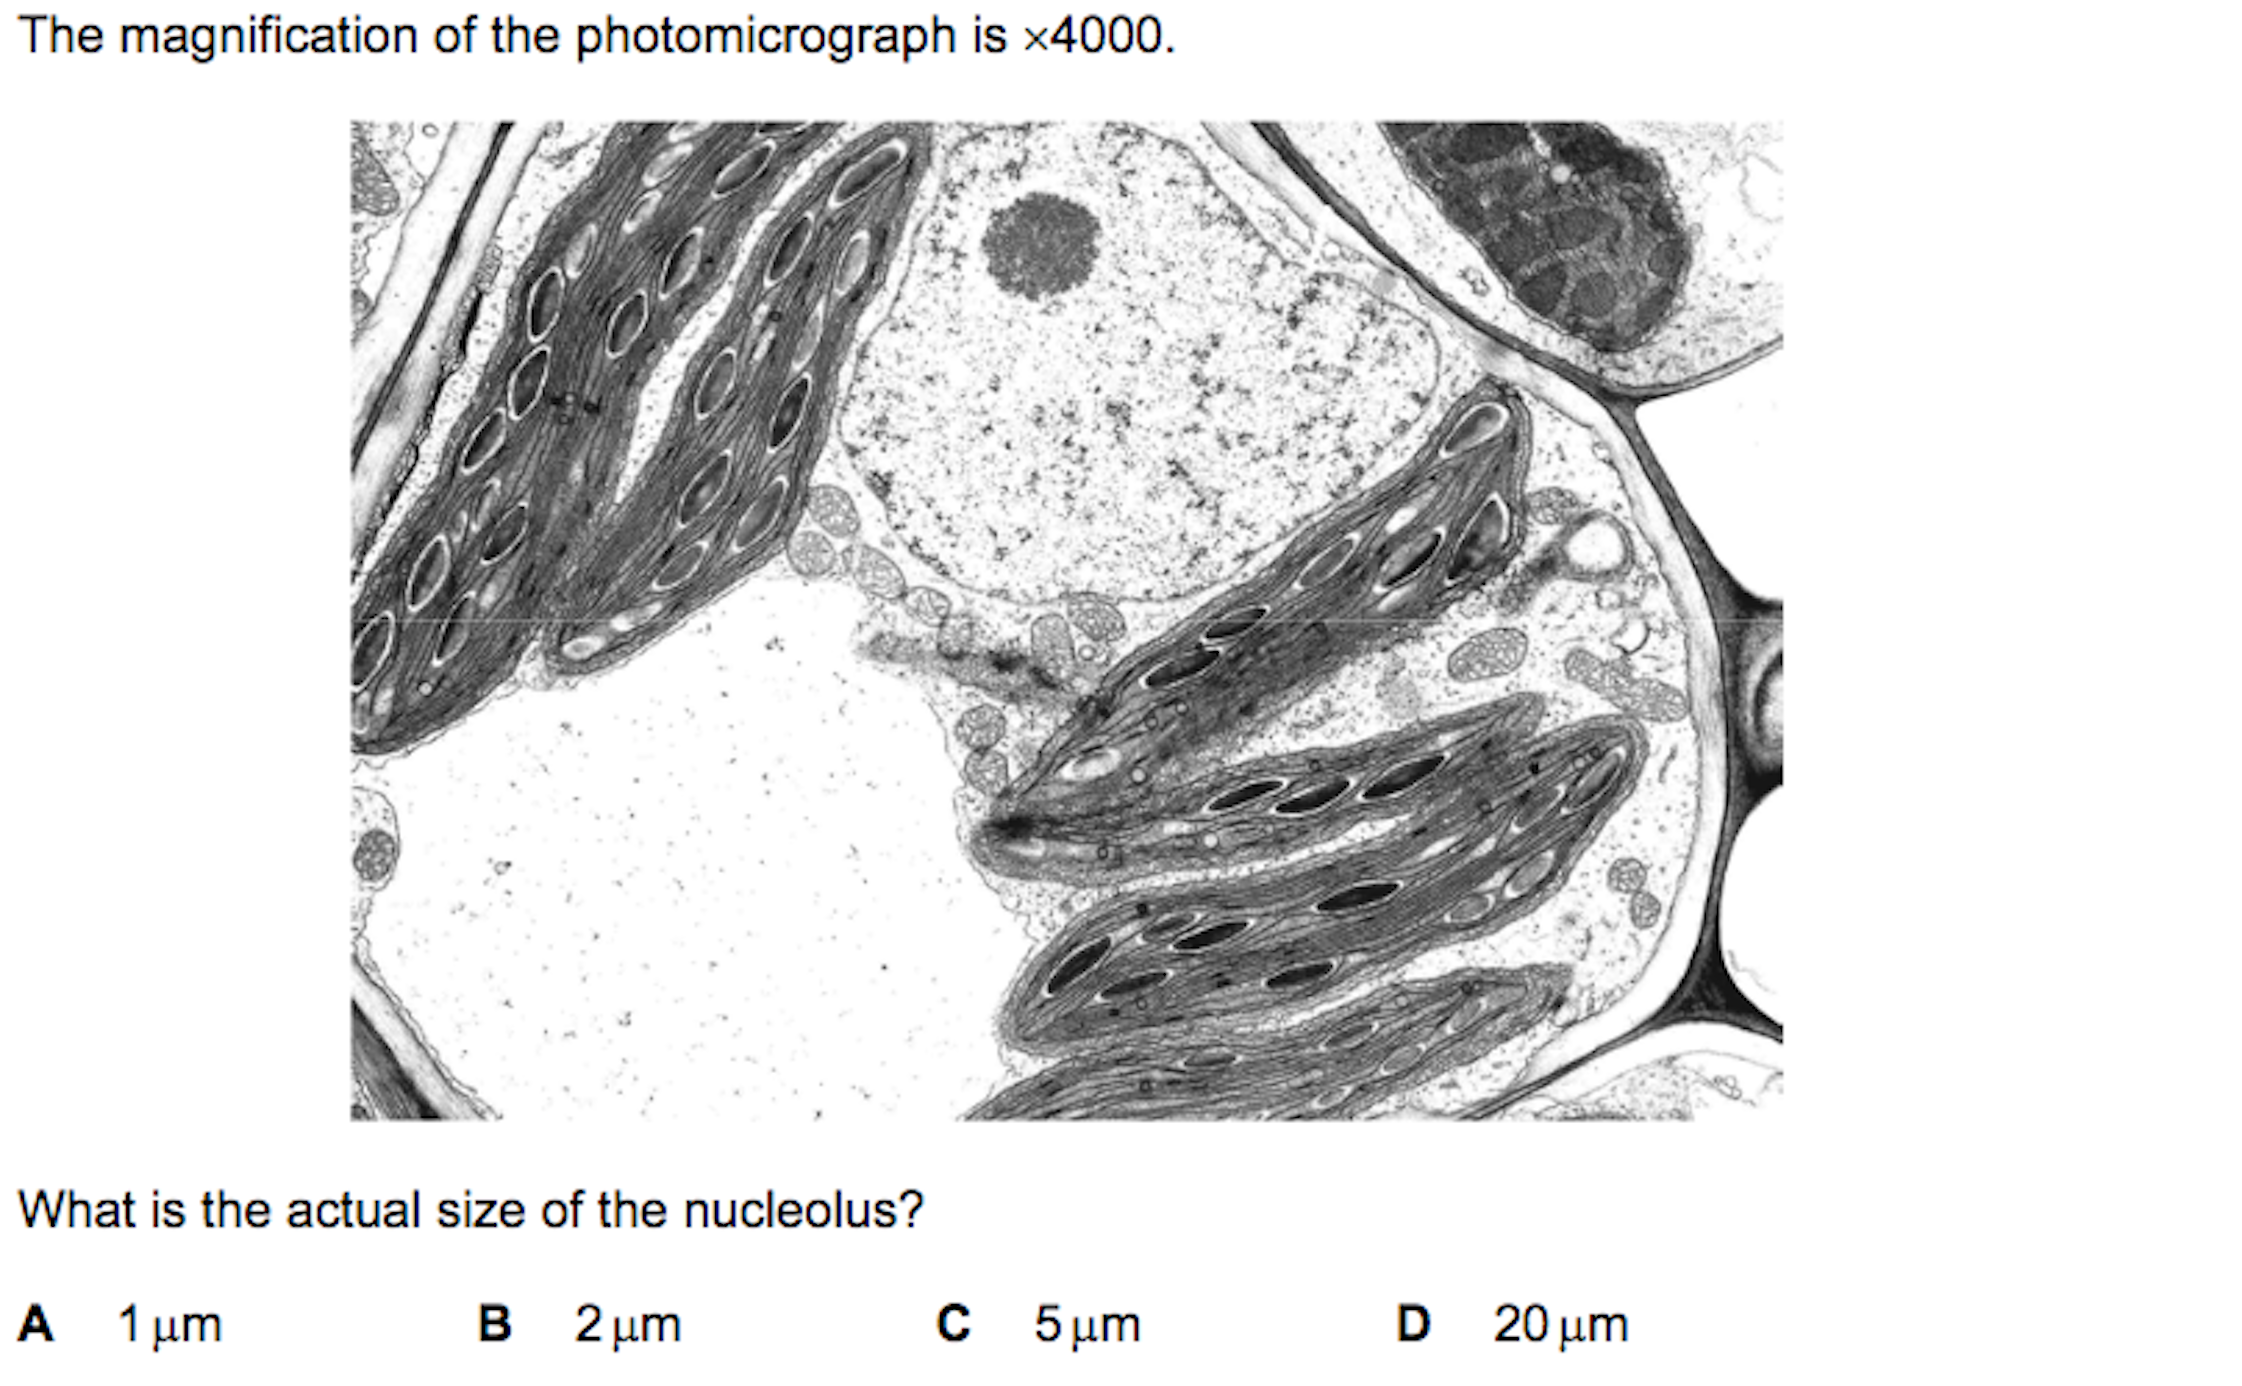 The magnification of the photomicrograph is ×4000.
What is the actual size of the nucleolus?
A 1 μm B 2 μm C 5 μm D 20 μm